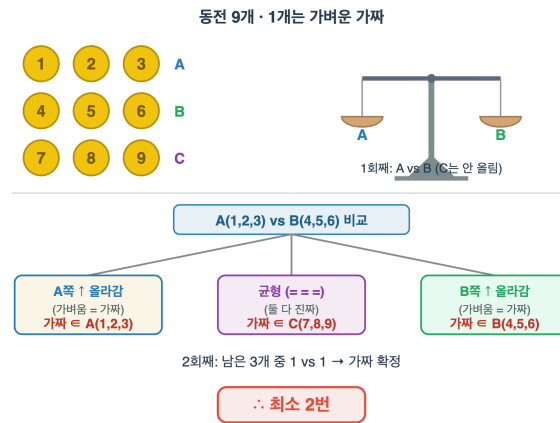 동전 9개 · 1개는 가벼운 가짜
1 2 3 A
4 5 6 B
7 8 9 C
A B
1회째: A vs B (C는 안 올림)
A(1,2,3) vs B(4,5,6) 비교
A쪽 ↑ 올라감
(가벼움 = 가짜)
가짜 ∈ A(1,2,3)
균형 (= = =)
(둘 다 진짜)
가짜 ∈ C(7,8,9)
B쪽 ↑ 올라감
(가벼움 = 가짜)
가짜 ∈ B(4,5,6)
2회째: 남은 3개 중 1 vs 1 → 가짜 확정
∴ 최소 2번